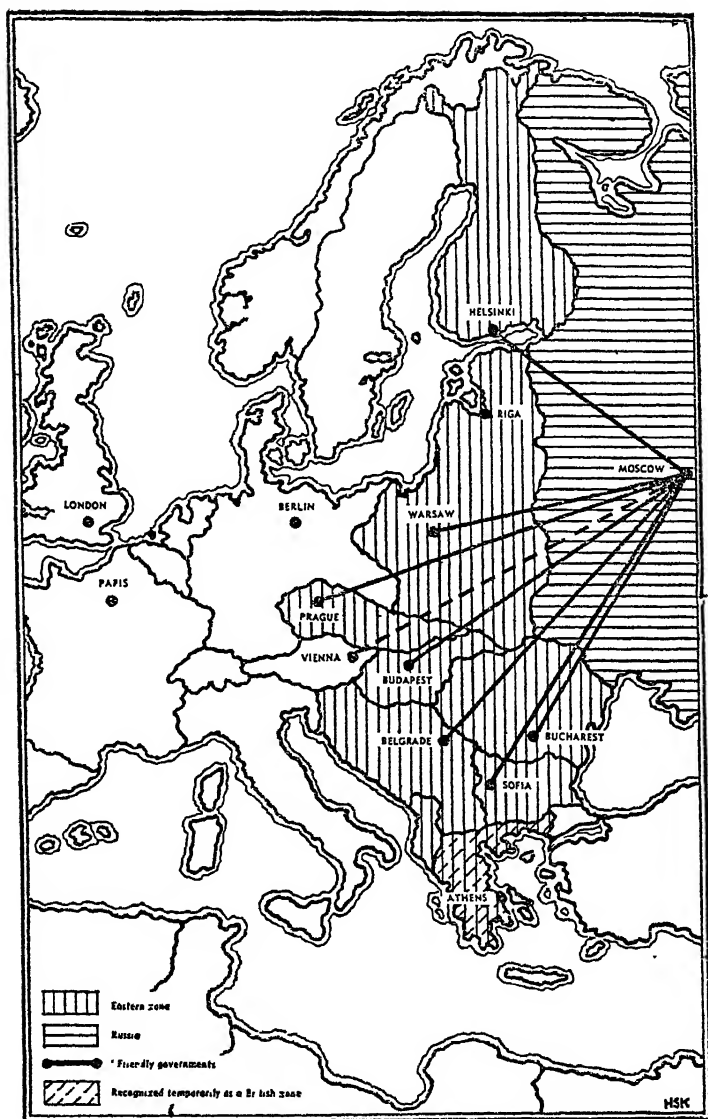 HELSINKI
RIGA
MOSCOW
LONDON
BERLIN
WARSAW
PARIS
PRAGUE
VIENNA
BUDAPEST
BELGRADE
BUCHAREST
SOFIA
ATHENS
Eastern zone
Russia
"Friendly governments
Recognized temporarily as a British zone
HSK